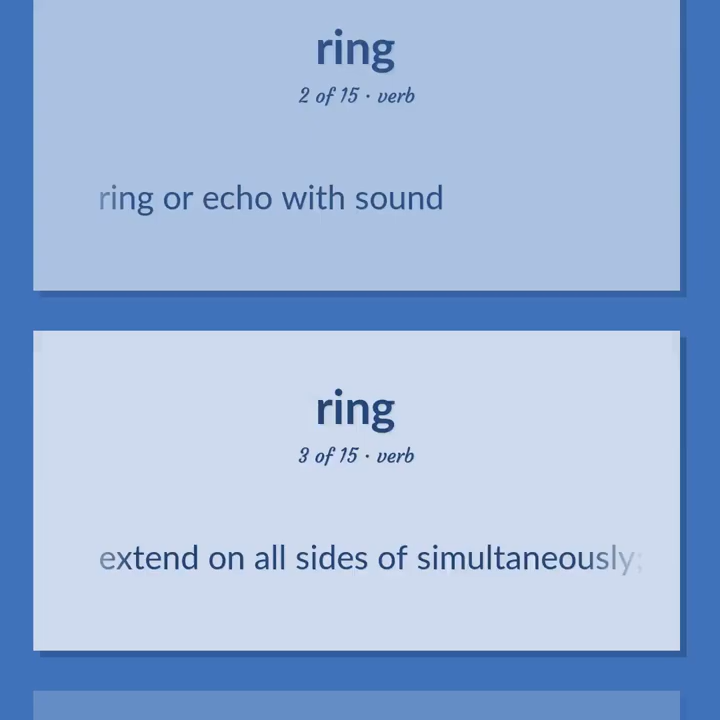 ring
2 of 15 · verb
ring or echo with sound
ring
3 of 15 · verb
extend on all sides of simultaneously;